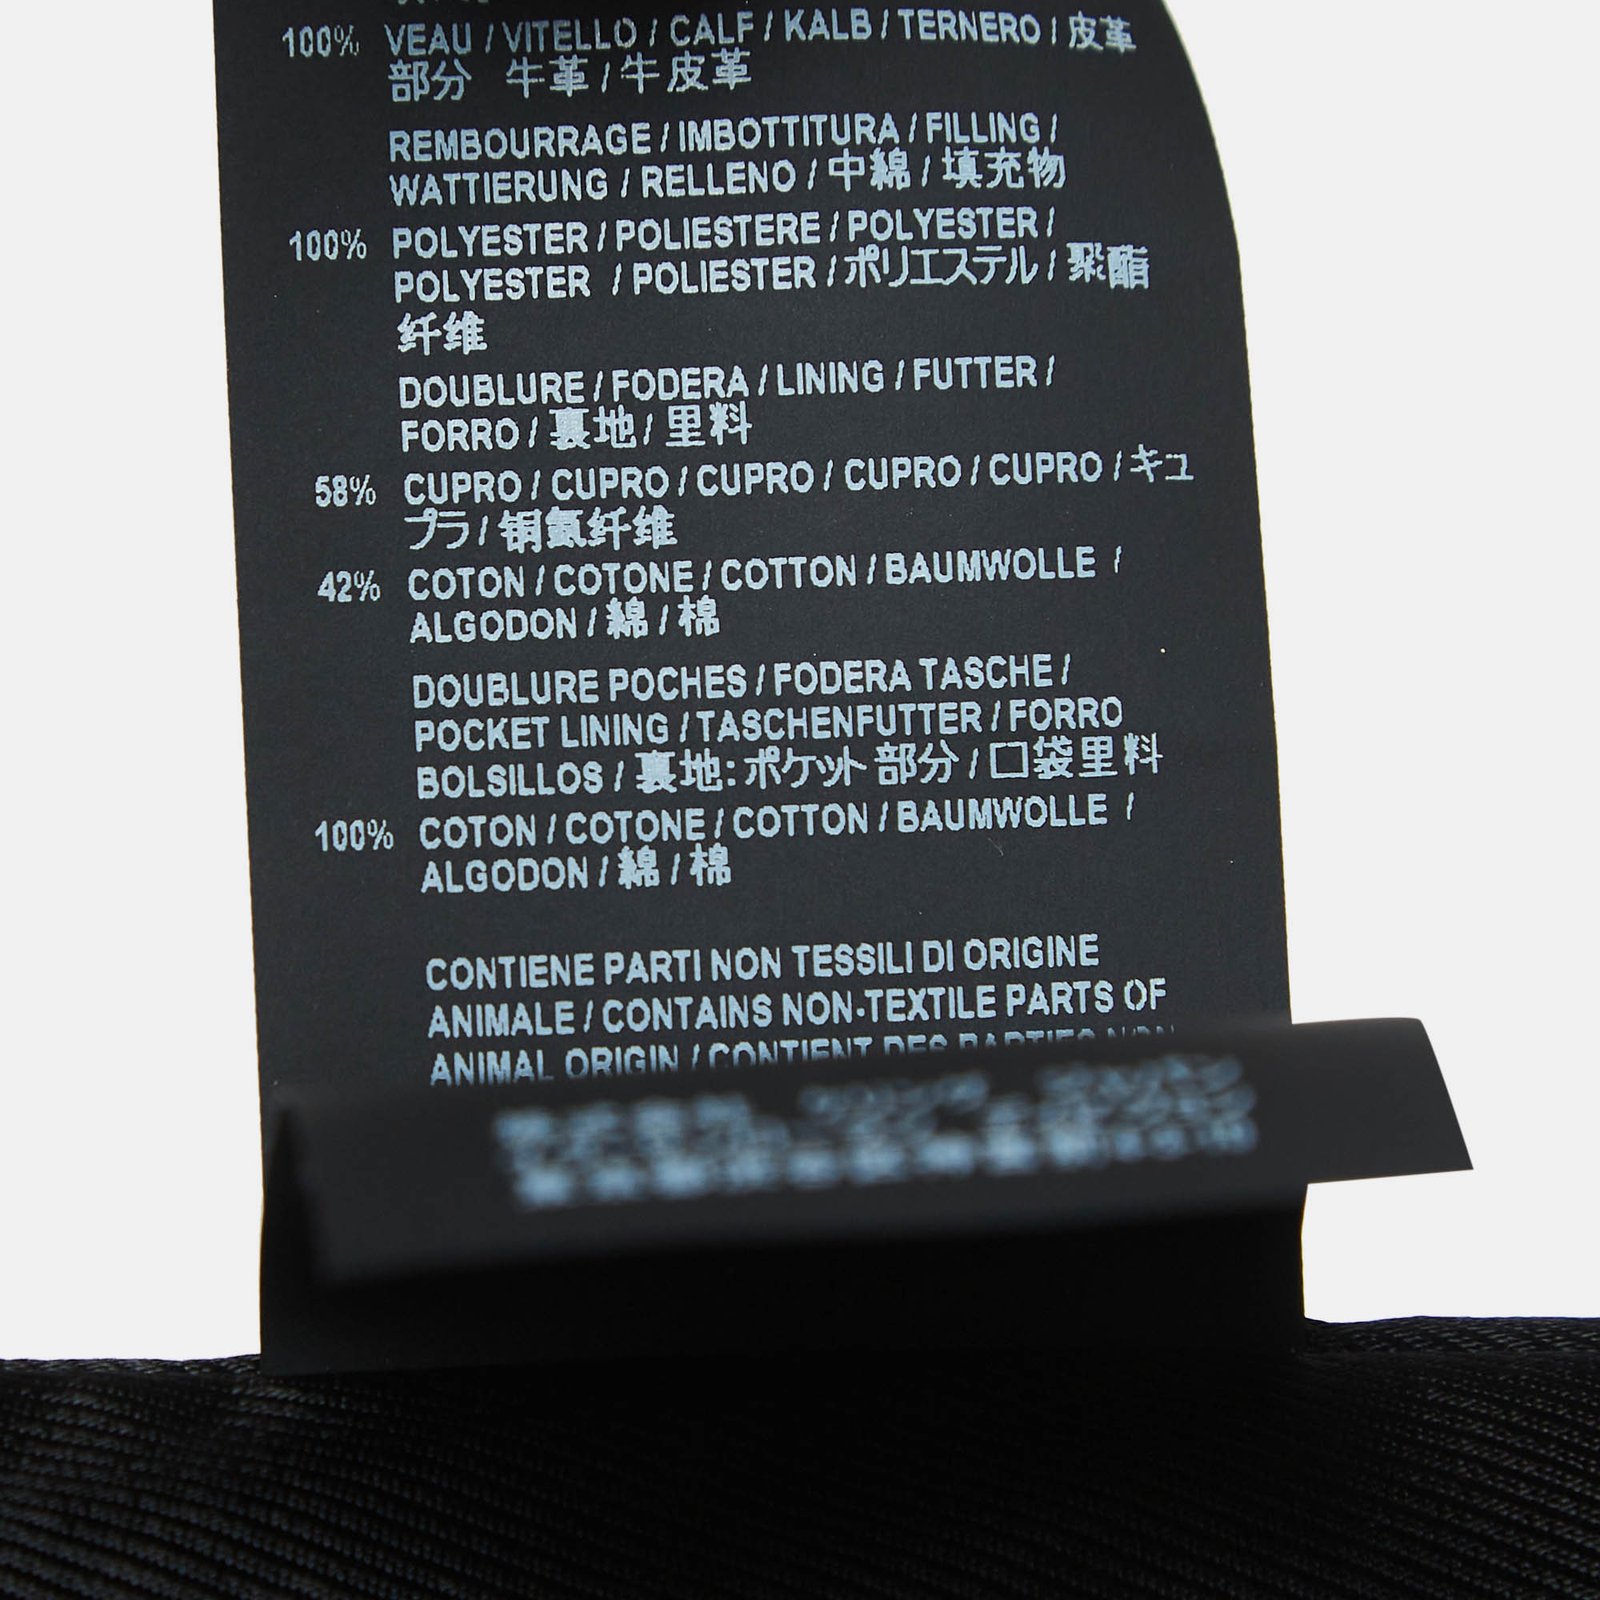 100% VEAU / VITELLO / CALF / KALB / TERNERO / 皮革
部分 牛革 / 牛皮革
REMBOURRAGE / IMBOTTITURA / FILLING /
WATTIERUNG / RELLENO / 中綿 / 填充物
100% POLYESTER / POLIESTERE / POLYESTER /
POLYESTER / POLIESTER / ポリエステル / 聚酯
纤维
DOUBLURE / FODERA / LINING / FUTTER /
FORRO / 裏地 / 里料
58% CUPRO / CUPRO / CUPRO / CUPRO / CUPRO / キュ
プラ / 铜氨纤维
42% COTON / COTONE / COTTON / BAUMWOLLE /
ALGODON / 綿 / 棉
DOUBLURE POCHES / FODERA TASCHE /
POCKET LINING / TASCHENFUTTER / FORRO
BOLSILLOS / 裏地:ポケット部分 / 口袋里料
100% COTON / COTONE / COTTON / BAUMWOLLE /
ALGODON / 綿 / 棉
CONTIENE PARTI NON TESSILI DI ORIGINE
ANIMALE / CONTAINS NON-TEXTILE PARTS OF
ANIMAL ORIGIN / CONTIENT DES PARTIES NON